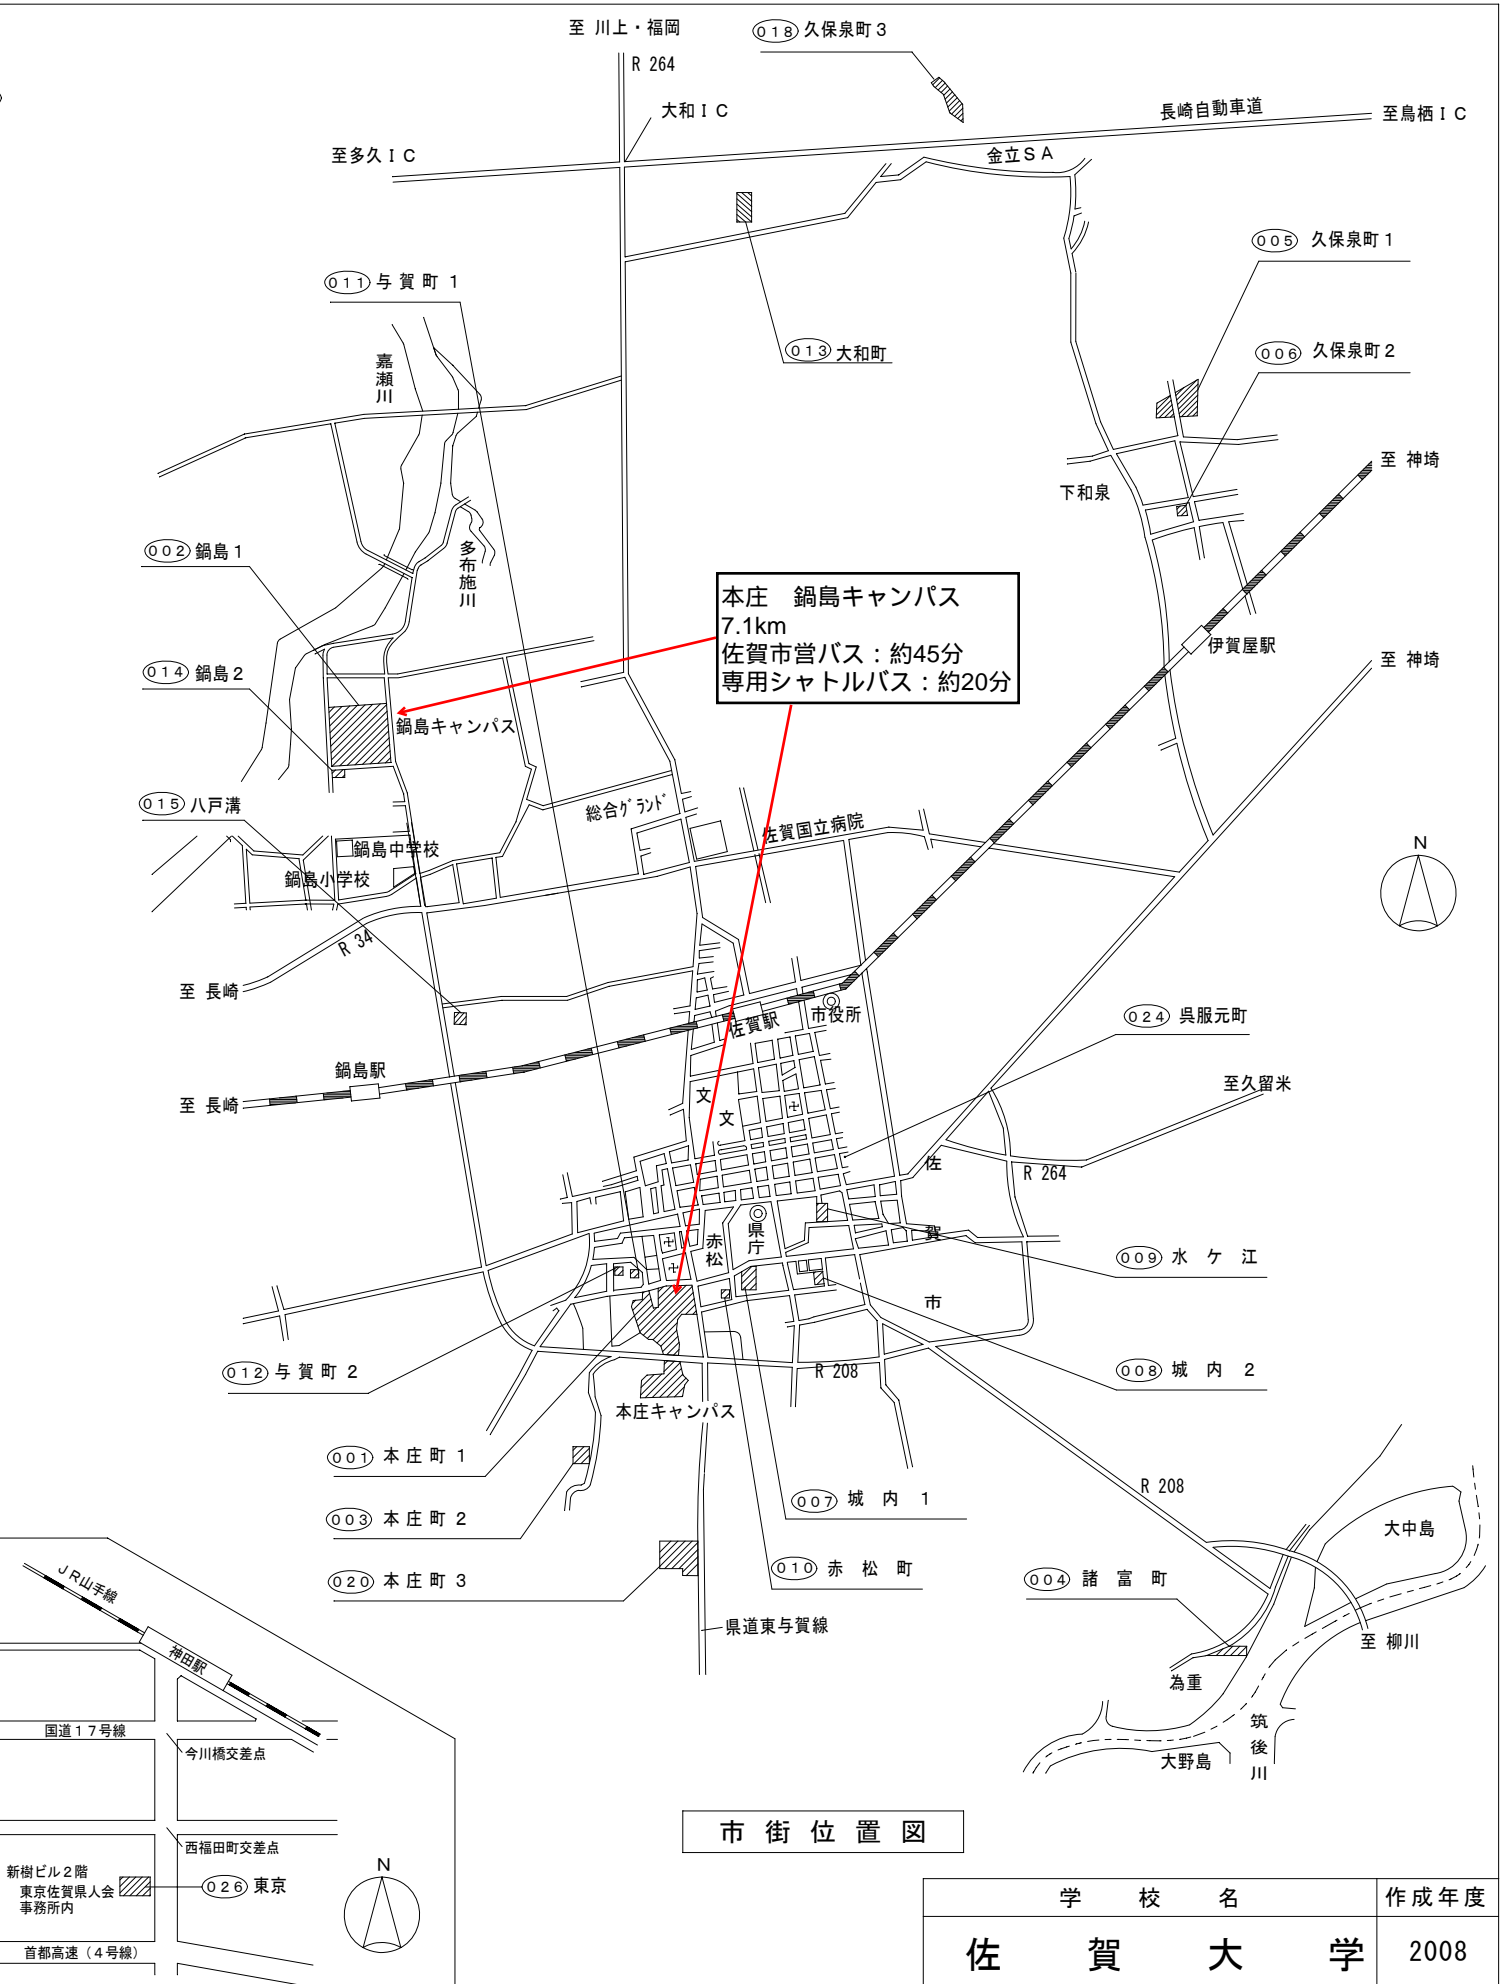 至 川上・福岡
R 264
018 久保泉町3
大和IC
長崎自動車道
至鳥栖IC
至多久IC
金立SA
005 久保泉町1
011 与賀町 1
013 大和町
006 久保泉町2
嘉瀬川
至 神埼
下和泉
002 鍋島1
多布施川
本庄　鍋島キャンパス
7.1km
佐賀市営バス：約45分
専用シャトルバス：約20分
伊賀屋駅
至 神埼
014 鍋島2
鍋島キャンパス
015 八戸溝
総合グランド
佐賀国立病院
鍋島中学校
鍋島小学校
N
R 34
至 長崎
佐賀駅
市役所
024 呉服元町
鍋島駅
至 長崎
至久留米
文
文
R 264
佐賀市
赤松
県庁
009 水ケ江
012 与賀町 2
R 208
008 城内 2
本庄キャンパス
001 本庄町 1
003 本庄町 2
007 城内 1
R 208
大中島
020 本庄町 3
010 赤松町
004 諸富町
県道東与賀線
至 柳川
為重
筑後川
大野島
JR山手線
神田駅
国道17号線
今川橋交差点
西福田町交差点
新樹ビル2階
東京佐賀県人会
事務所内
026 東京
N
首都高速（4号線）
市街位置図
学校名
作成年度
佐賀大学
2008